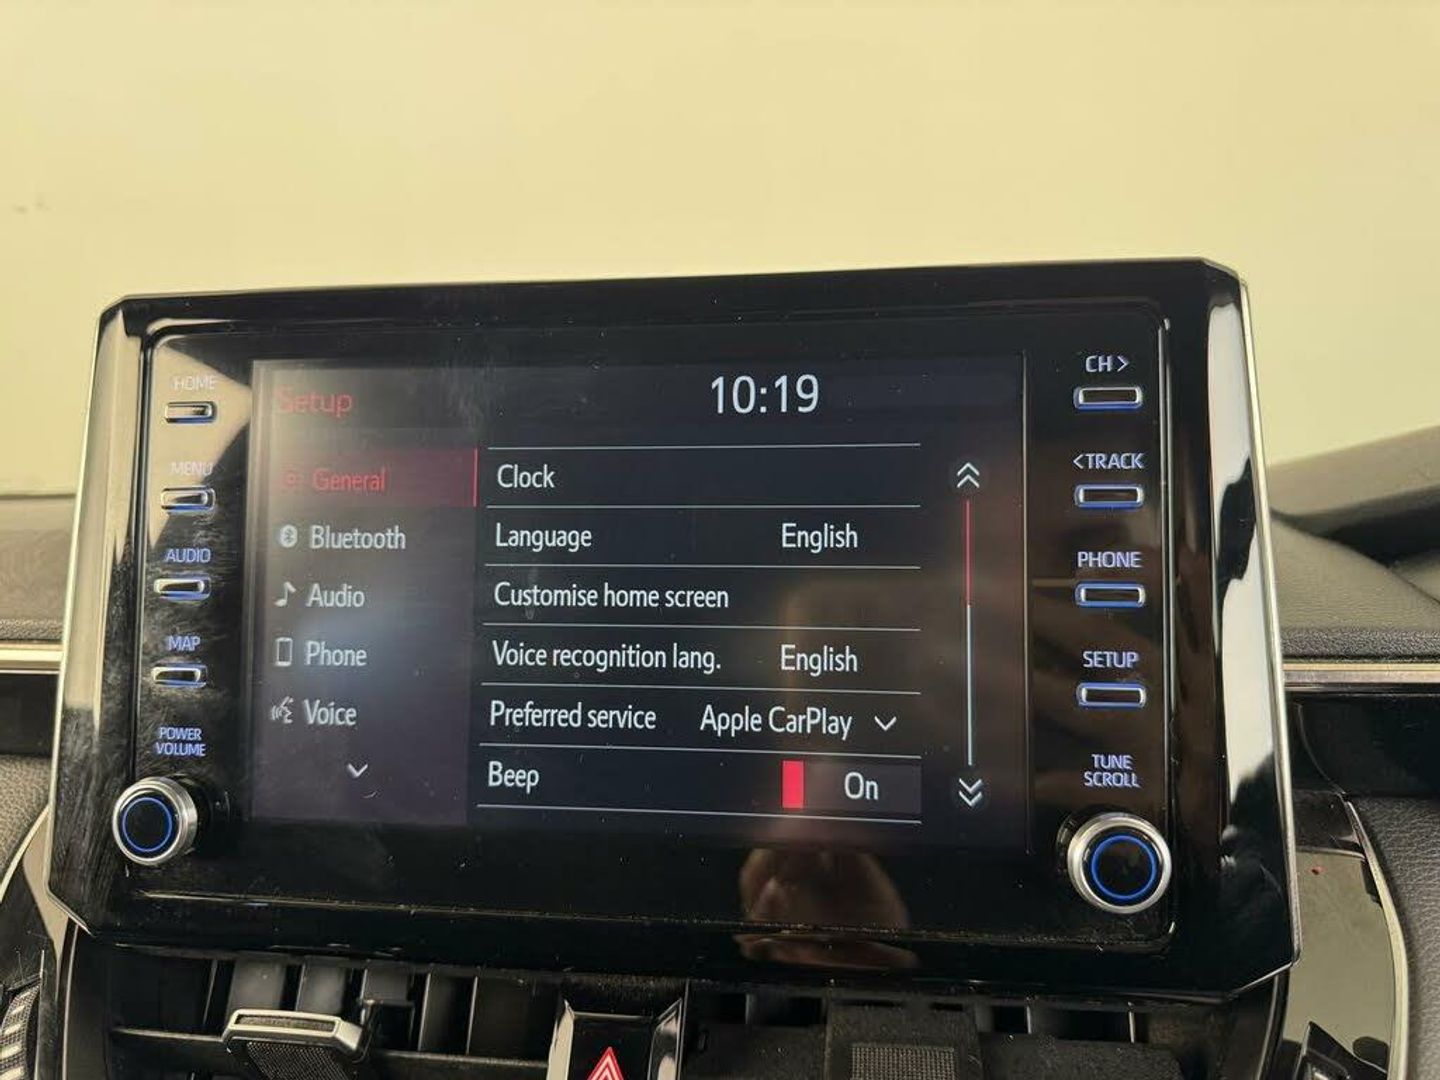 HOME
MENU
AUDIO
MAP
POWER
VOLUME
Setup
10:19
General
Bluetooth
Audio
Phone
Voice
Clock
Language English
Customise home screen
Voice recognition lang. English
Preferred service Apple CarPlay
Beep On
CH>
<TRACK
PHONE
SETUP
TUNE
SCROLL